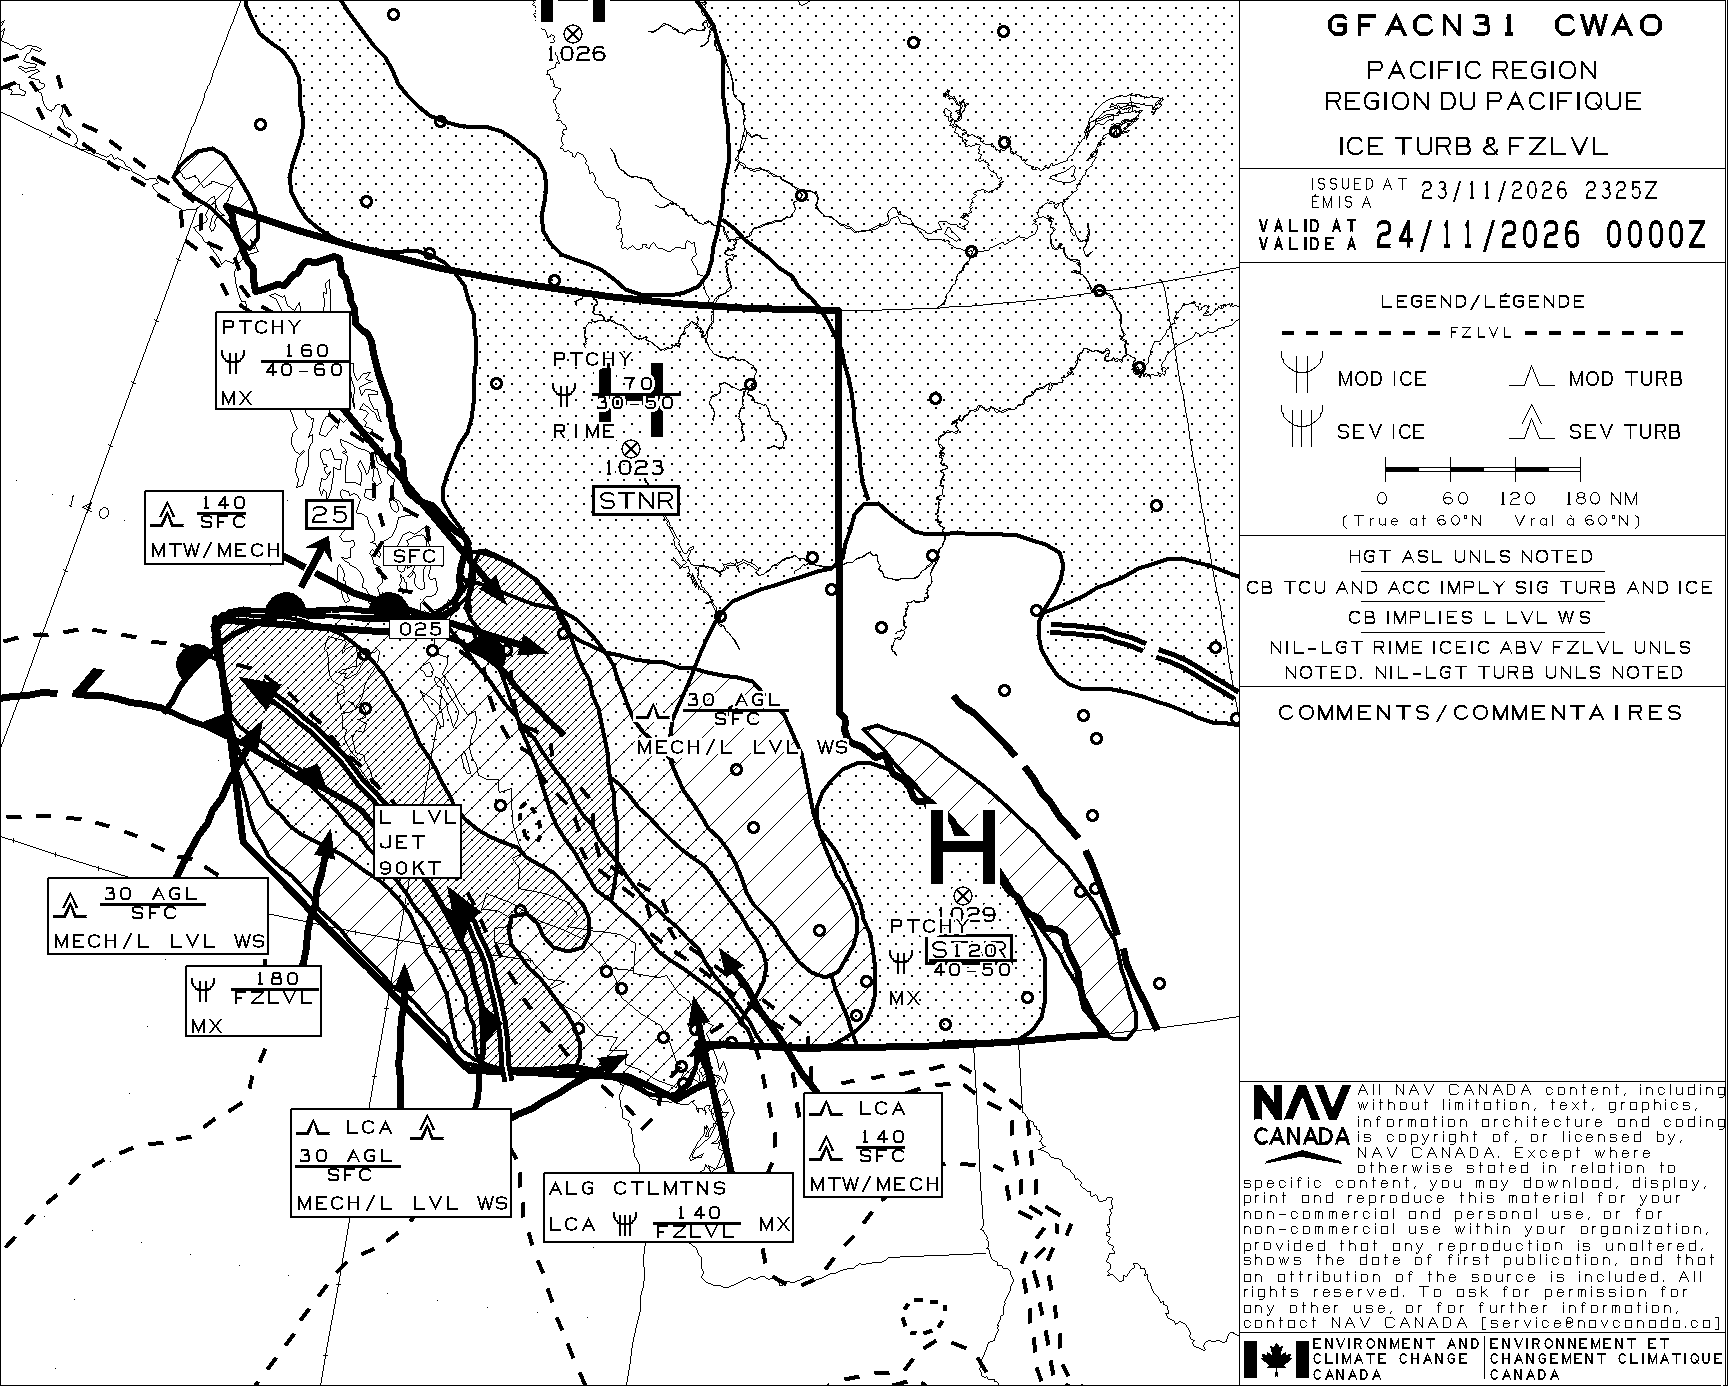 GFACN31 CWAO
PACIFIC REGION
REGION DU PACIFIQUE
ICE TURB & FZLVL
ISSUED AT
ÉMIS A
23/11/2026 2325Z
VALID AT
VALIDE A
24/11/2026 0000Z
LEGEND/LÉGENDE
FZLVL
MOD ICE
MOD TURB
SEV ICE
SEV TURB
0 60 120 180 NM
(True at 60°N Vrai à 60°N)
HGT ASL UNLS NOTED
CB TCU AND ACC IMPLY SIG TURB AND ICE
CB IMPLIES L LVL WS
NIL-LGT RIME ICEIC ABV FZLVL UNLS
NOTED. NIL-LGT TURB UNLS NOTED
COMMENTS/COMMENTAIRES
NAV
CANADA
All NAV CANADA content, including
without limitation, text, graphics,
information architecture and coding
is copyright of, or licensed by,
NAV CANADA. Except where
otherwise stated in relation to
specific content, you may download, display,
print and reproduce this material for your
non-commercial and personal use, or for
non-commercial use within your organization,
provided that any reproduction is unaltered,
shows the date of first publication, and that
an attribution of the source is included. All
rights reserved. To ask for permission for
any other use, or for further information,
contact NAV CANADA [service@navcanada.ca]
ENVIRONMENT AND
CLIMATE CHANGE
CANADA
ENVIRONNEMENT ET
CHANGEMENT CLIMATIQUE
CANADA
H
1026
PTCHY
160
40-60
MX
PTCHY
H
70
30-50
RIME
1023
STNR
140
140
SFC
MTW/MECH
25
SFC
025
30 AGL
SFC
MECH/L LVL WS
L LVL
JET
90KT
30 AGL
SFC
MECH/L LVL WS
180
FZLVL
MX
H
1029
PTCHY
40-50
MX
LCA
30 AGL
SFC
MECH/L LVL WS
LCA
140
SFC
MTW/MECH
ALG CTLMTNS
LCA
140
FZLVL
MX